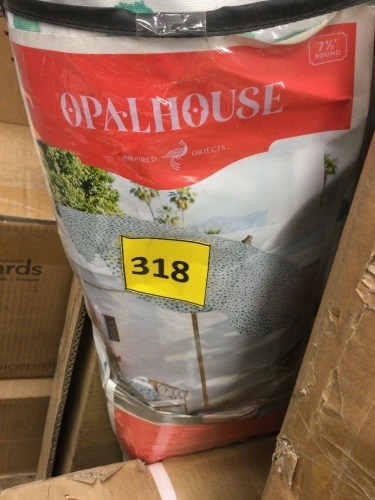 7½'
ROUND
OPALHOUSE
INSPIRED OBJECTS
318
ards